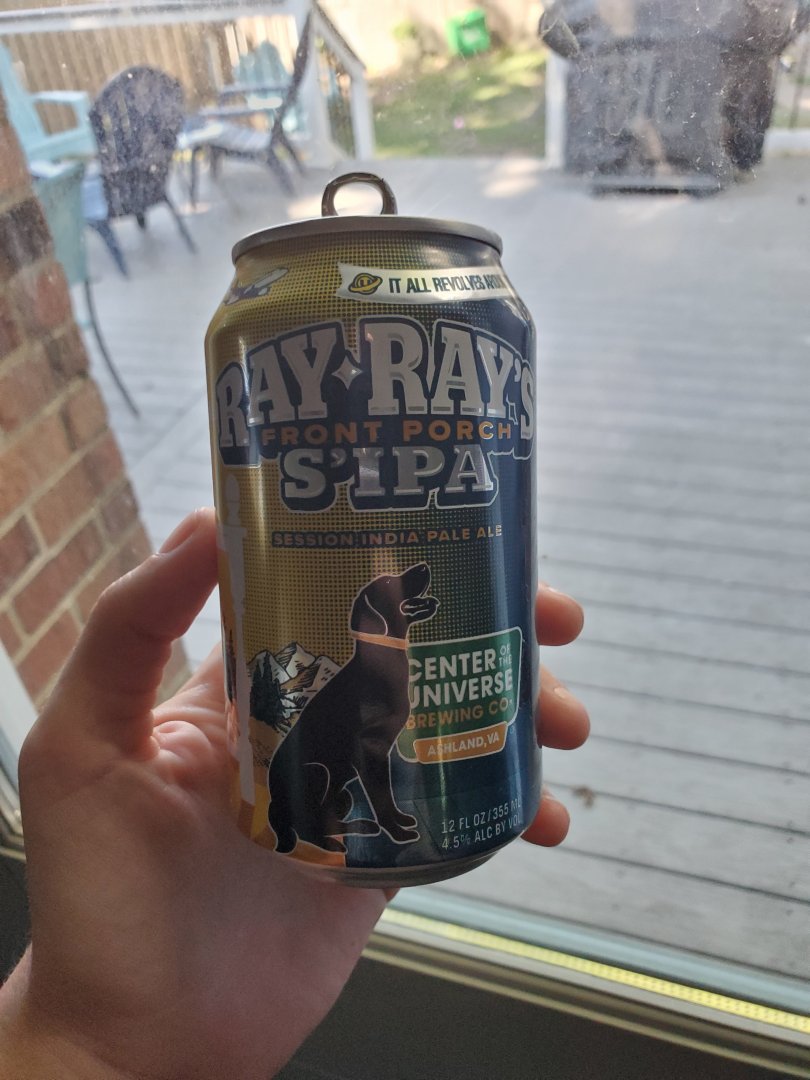 IT ALL REVOLVES
RAY RAY'S
FRONT PORCH
S'IPA
SESSION INDIA PALE ALE
CENTER OF THE
UNIVERSE
BREWING CO.
ASHLAND, VA
12 FL OZ/355 M
4.5% ALC BY VOL